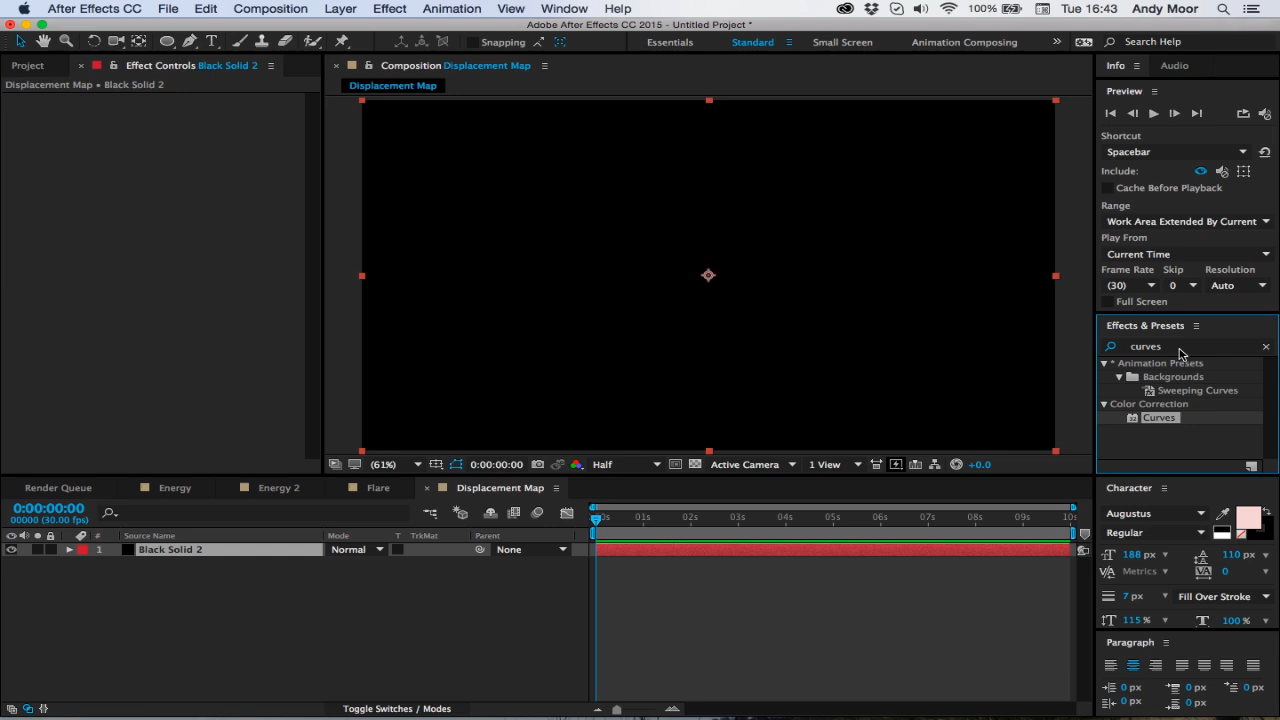 After Effects CC File Edit Composition Layer Effect Animation View Window Help 100% Tue 16:43 Andy Moor
Adobe After Effects CC 2015 - Untitled Project *
Snapping Essentials Standard Small Screen Animation Composing Search Help
Project × Effect Controls Black Solid 2 × Composition Displacement Map Info Audio
Displacement Map • Black Solid 2 Displacement Map
Preview
Shortcut
Spacebar
Include:
Cache Before Playback
Range
Work Area Extended By Current
Play From
Current Time
Frame Rate Skip Resolution
(30) 0 Auto
Full Screen
Effects & Presets
curves ×
* Animation Presets
Backgrounds
Sweeping Curves
Color Correction
Curves
(61%) 0:00:00:00 Half Active Camera 1 View +0.0
Render Queue Energy Energy 2 Flare × Displacement Map
0:00:00:00
00000 (30.00 fps)
0s 01s 02s 03s 04s 05s 06s 07s 08s 09s 10s
# Source Name Mode T TrkMat Parent
1 Black Solid 2 Normal None
Toggle Switches / Modes
Character
Augustus
Regular
188 px 110 px
Metrics 0
7 px Fill Over Stroke
115 % 100 %
Paragraph
0 px 0 px 0 px
0 px 0 px